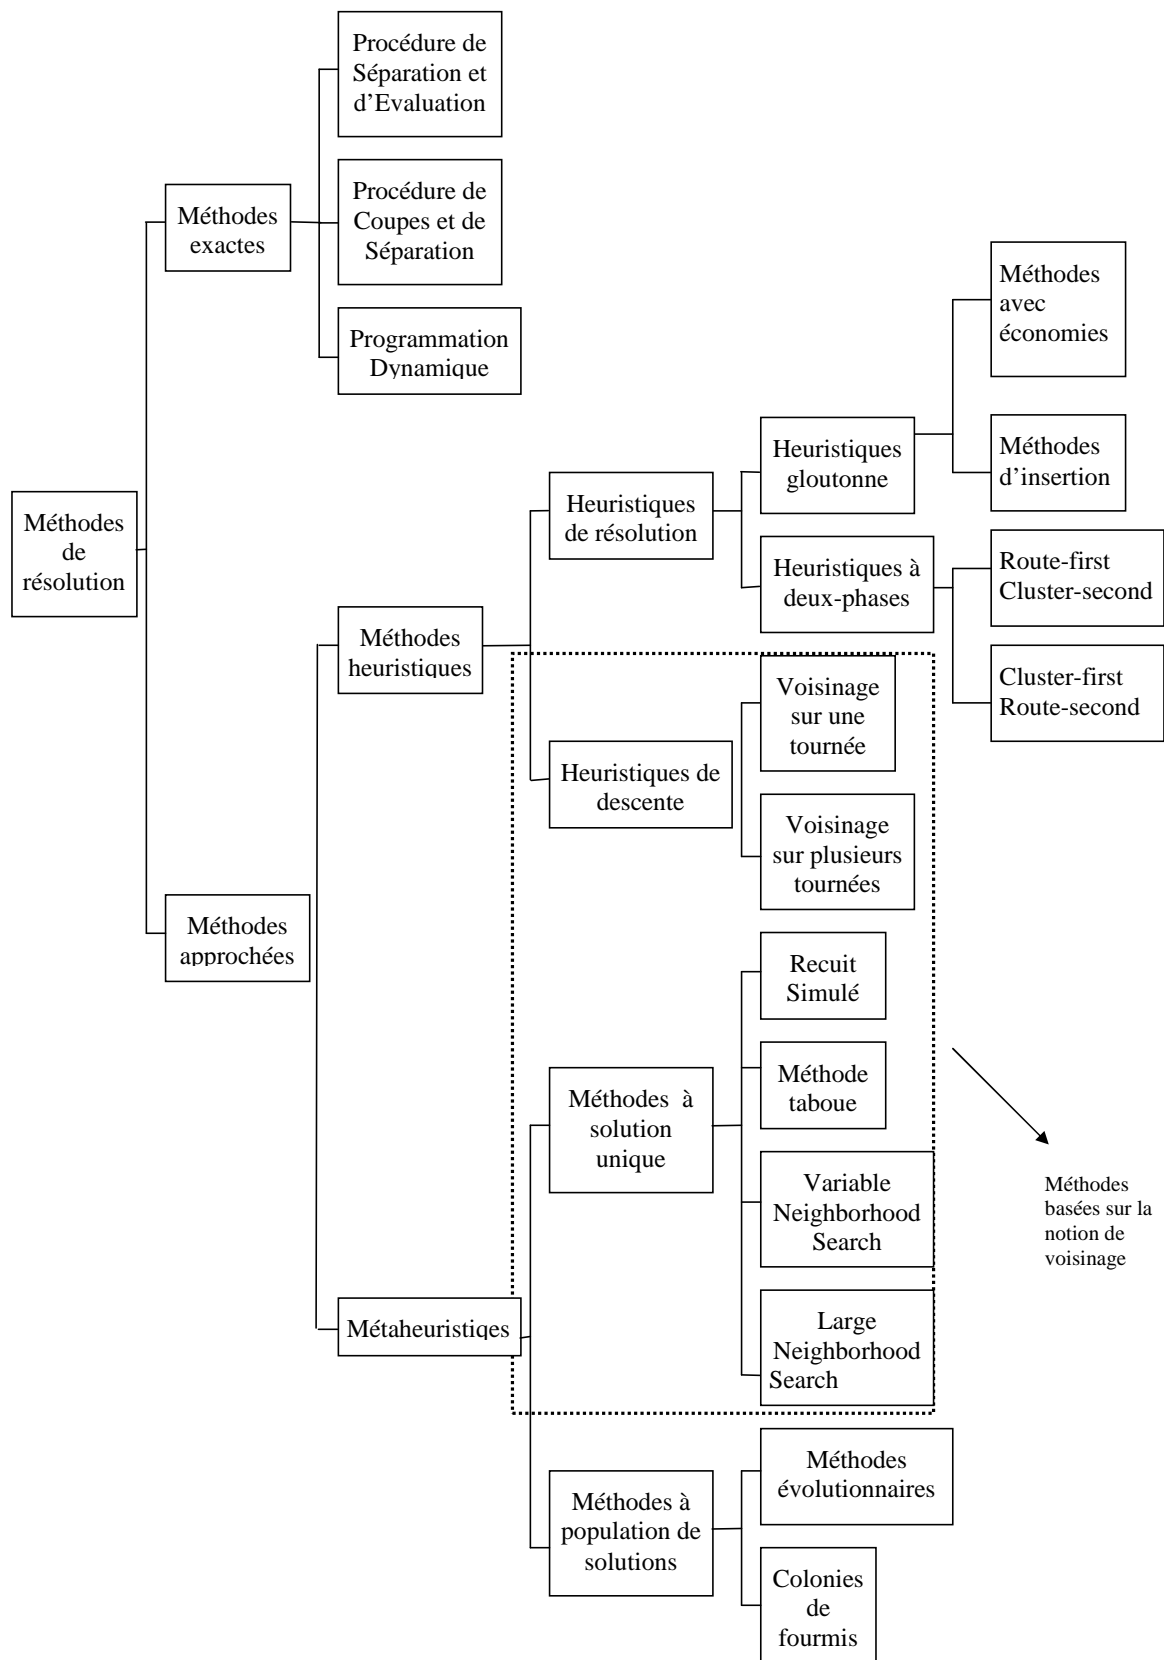 Procédure de
Séparation et
d’Evaluation
Procédure de
Coupes et de
Séparation
Méthodes
exactes
Programmation
Dynamique
Méthodes
avec
économies
Méthodes
d’insertion
Heuristiques
gloutonne
Heuristiques
de résolution
Méthodes
de
résolution
Heuristiques à
deux-phases
Route-first
Cluster-second
Cluster-first
Route-second
Méthodes
heuristiques
Voisinage
sur une
tournée
Heuristiques de
descente
Voisinage
sur plusieurs
tournées
Méthodes
approchées
Recuit
Simulé
Méthode
taboue
Méthodes à
solution
unique
Variable
Neighborhood
Search
Méthodes
basées sur la
notion de
voisinage
Large
Neighborhood
Search
Métaheuristiqes
Méthodes
évolutionnaires
Méthodes à
population de
solutions
Colonies
de
fourmis